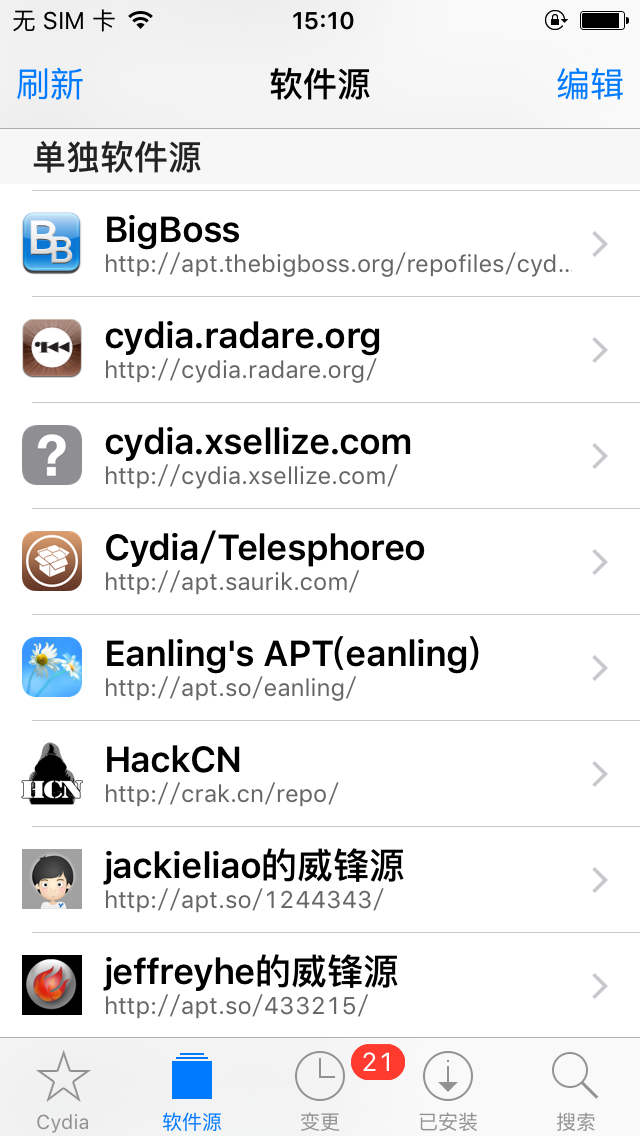 无 SIM 卡
15:10
刷新
软件源
编辑
单独软件源
BB
BigBoss
http://apt.thebigboss.org/repofiles/cyd...
cydia.radare.org
http://cydia.radare.org/
?
cydia.xsellize.com
http://cydia.xsellize.com/
Cydia/Telesphoreo
http://apt.saurik.com/
Eanling's APT(eanling)
http://apt.so/eanling/
HCN
HackCN
http://crak.cn/repo/
jackieliao的威锋源
http://apt.so/1244343/
jeffreyhe的威锋源
http://apt.so/433215/
21
Cydia
软件源
变更
已安装
搜索